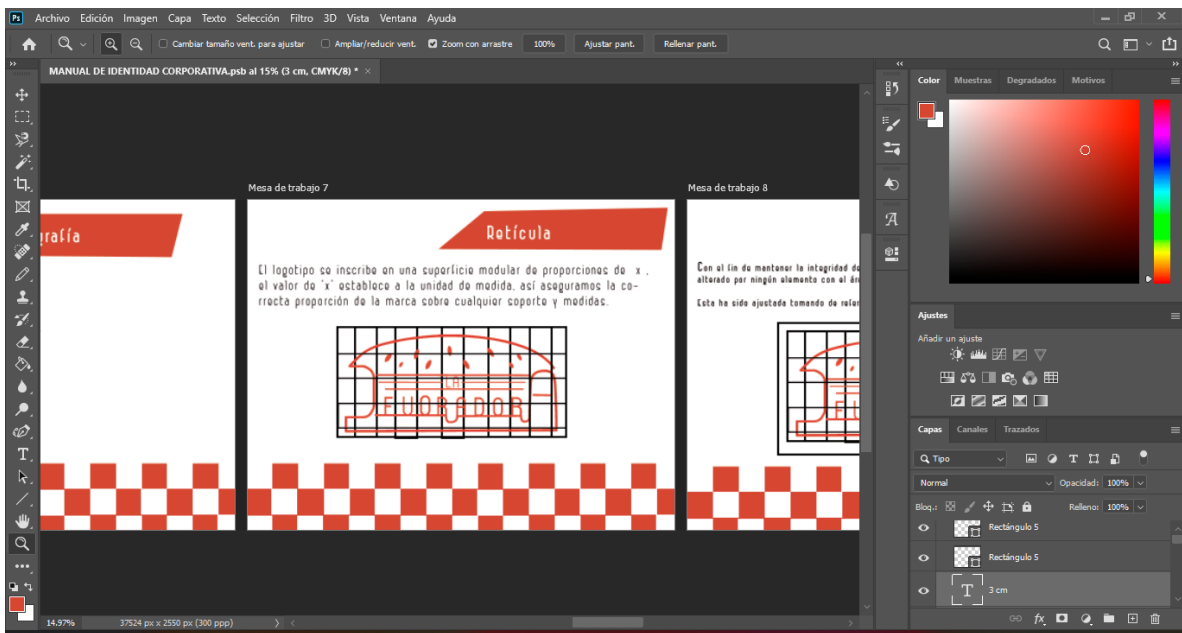 Ps Archivo Edición Imagen Capa Texto Selección Filtro 3D Vista Ventana Ayuda
Cambiar tamaño vent. para ajustar Ampliar/reducir vent. Zoom con arrastre 100% Ajustar pant. Rellenar pant.
MANUAL DE IDENTIDAD CORPORATIVA.psb al 15% (3 cm, CMYK/8) *
Color Muestras Degradados Motivos
Mesa de trabajo 7
Mesa de trabajo 8
grafía
Retícula
El logotipo se inscribe en una superficie modular de proporciones de x ,
el valor de "x" establece a la unidad de medida, así aseguramos la co-
rrecta proporción de la marca sobre cualquier soporte y medidas.
LA
Con el fin de mantener la integridad de
alterado por ningún elemento con el ár
Esta ha sido ajustada tomando de refer
Ajustes
Añadir un ajuste
Capas Canales Trazados
Tipo
Normal Opacidad: 100%
Bloq.: Relleno: 100%
Rectángulo 5
Rectángulo 5
T 3 cm
fx
14.97% 37524 px x 2550 px (300 ppp)